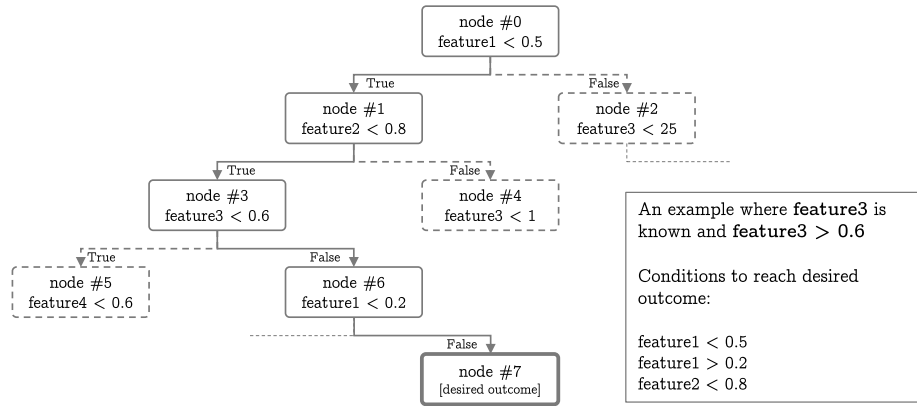 node #0
feature1 < 0.5
True
False
node #1
feature2 < 0.8
node #2
feature3 < 25
True
False
node #3
feature3 < 0.6
node #4
feature3 < 1
True
False
node #5
feature4 < 0.6
node #6
feature1 < 0.2
False
node #7
[desired outcome]
An example where feature3 is
known and feature3 > 0.6
Conditions to reach desired
outcome:
feature1 < 0.5
feature1 > 0.2
feature2 < 0.8